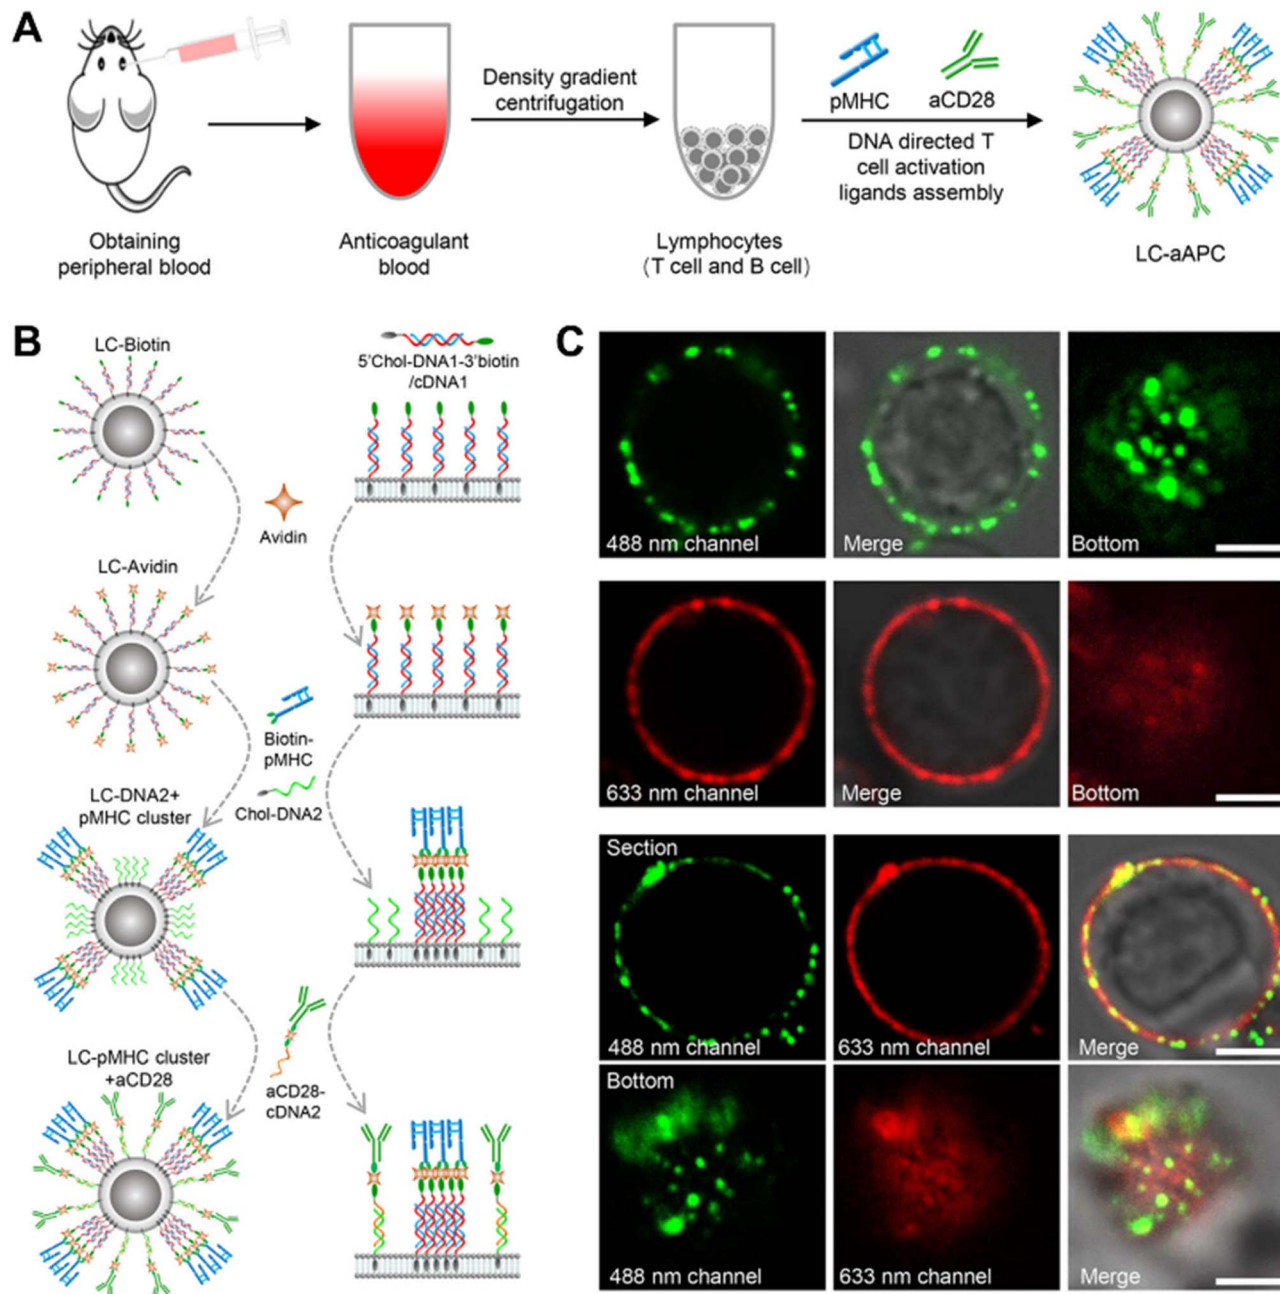 A
Obtaining
peripheral blood
Anticoagulant
blood
Density gradient
centrifugation
Lymphocytes
(T cell and B cell)
pMHC
aCD28
DNA directed T
cell activation
ligands assembly
LC-aAPC
B
LC-Biotin
5'Chol-DNA1-3'biotin
/cDNA1
Avidin
LC-Avidin
Biotin-
pMHC
Chol-DNA2
LC-DNA2+
pMHC cluster
aCD28-
cDNA2
LC-pMHC cluster
+aCD28
C
488 nm channel
Merge
Bottom
633 nm channel
Merge
Bottom
Section
488 nm channel
633 nm channel
Merge
Bottom
488 nm channel
633 nm channel
Merge